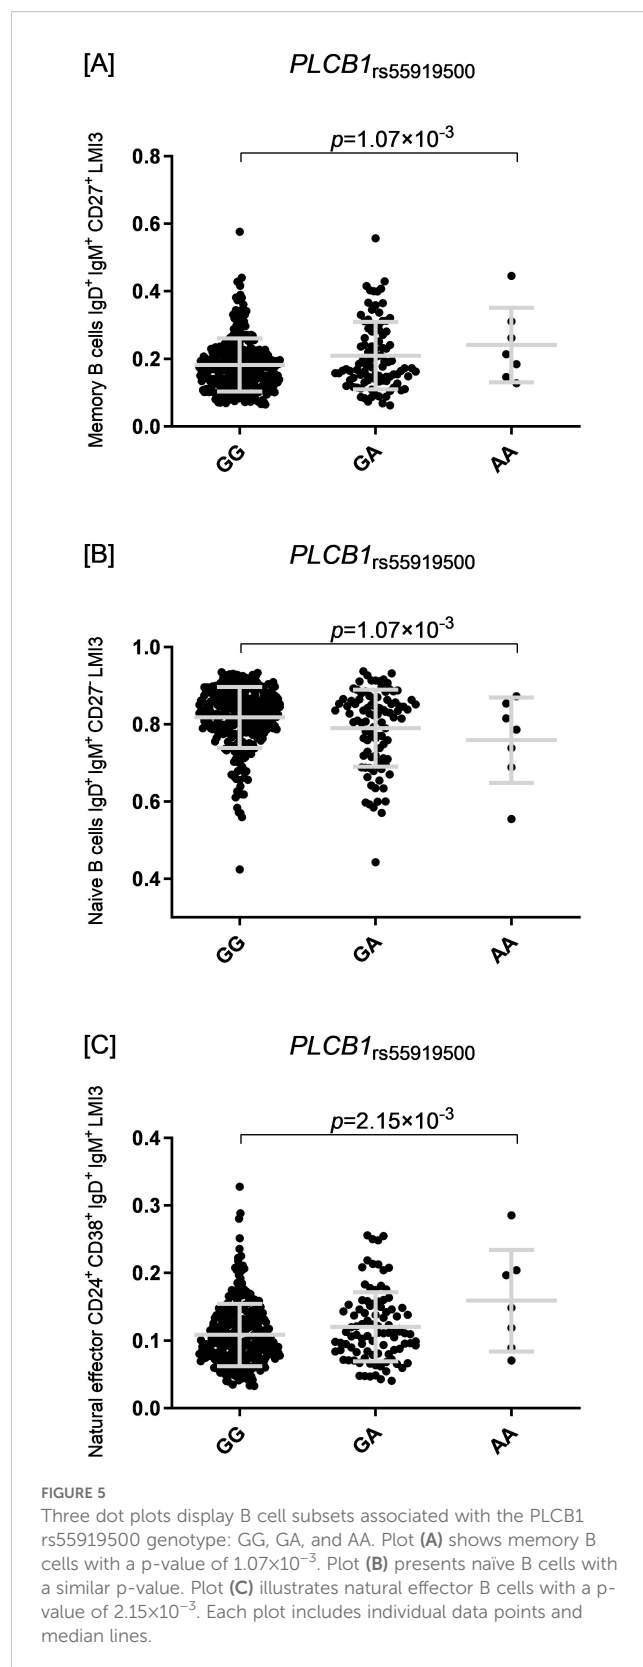 [A]
PLCB1rs55919500
p=1.07×10-3
Memory B cells IgD+ IgM+ CD27+ LMI3
0.8
0.6
0.4
0.2
0.0
GG
GA
AA
[B]
PLCB1rs55919500
p=1.07×10-3
Naive B cells IgD+ IgM+ CD27- LMI3
1.0
0.8
0.6
0.4
GG
GA
AA
[C]
PLCB1rs55919500
p=2.15×10-3
Natural effector CD24+ CD38+ IgD+ IgM+ LMI3
0.4
0.3
0.2
0.1
0.0
GG
GA
AA
FIGURE 5
Three dot plots display B cell subsets associated with the PLCB1
rs55919500 genotype: GG, GA, and AA. Plot (A) shows memory B
cells with a p-value of 1.07×10−3. Plot (B) presents naïve B cells with
a similar p-value. Plot (C) illustrates natural effector B cells with a p-
value of 2.15×10−3. Each plot includes individual data points and
median lines.